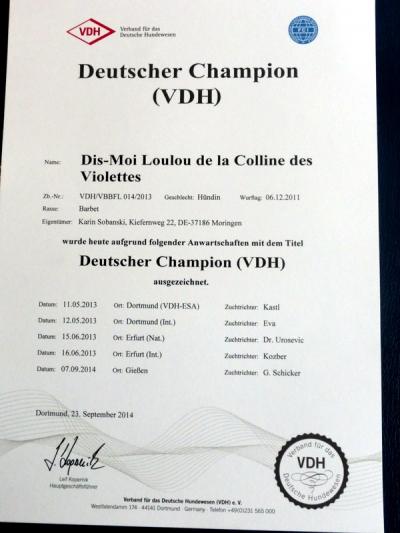 VDH
Verband für das
Deutsche Hundewesen
FCI
Deutscher Champion
(VDH)
Name: Dis-Moi Loulou de la Colline des
Violettes
Zb.-Nr.: VDH/VBBFL 014/2013 Geschlecht: Hündin Wurftag: 06.12.2011
Rasse: Barbet
Eigentümer: Karin Sobanski, Kiefernweg 22, DE-37186 Moringen
wurde heute aufgrund folgender Anwartschaften mit dem Titel
Deutscher Champion (VDH)
ausgezeichnet.
Datum: 11.05.2013 Ort: Dortmund (VDH-ESA) Zuchtrichter: Kastl
Datum: 12.05.2013 Ort: Dortmund (Int.) Zuchtrichter: Eva
Datum: 15.06.2013 Ort: Erfurt (Nat.) Zuchtrichter: Dr. Urosevic
Datum: 16.06.2013 Ort: Erfurt (Int.) Zuchtrichter: Kozber
Datum: 07.09.2014 Ort: Gießen Zuchtrichter: G. Schicker
Dortmund, 23. September 2014
Leif Kopernik
Hauptgeschäftsführer
Verband für das
VDH
Deutsche Hundewesen
Verband für das Deutsche Hundewesen (VDH) e. V.
Westfalendamm 174 - 44141 Dortmund · Germany · Telefon +49(0)231 565 000